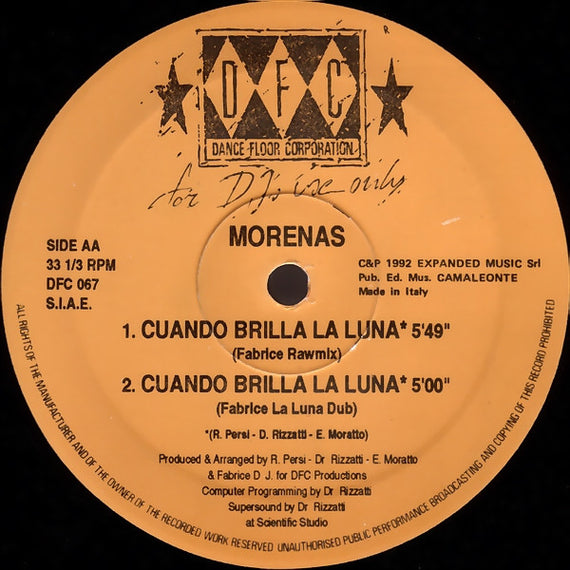 R
D F C
DANCE FLOOR CORPORATION
for DJs use only
MORENAS
SIDE AA
33 1/3 RPM
DFC 067
S.I.A.E.
C&P 1992 EXPANDED MUSIC Srl
Pub. Ed. Mus. CAMALEONTE
Made in Italy
1. CUANDO BRILLA LA LUNA* 5'49"
(Fabrice Rawmix)
2. CUANDO BRILLA LA LUNA* 5'00"
(Fabrice La Luna Dub)
*(R. Persi - D. Rizzatti - E. Moratto)
Produced & Arranged by R. Persi - Dr Rizzatti - E. Moratto
& Fabrice D J. for DFC Productions
Computer Programming by Dr Rizzatti
Supersound by Dr Rizzatti
at Scientific Studio
ALL RIGHTS OF THE MANUFACTURER AND OF THE OWNER OF THE RECORDED WORK RESERVED UNAUTHORISED PUBLIC PERFORMANCE BROADCASTING AND COPYING OF THIS RECORD PROHIBITED